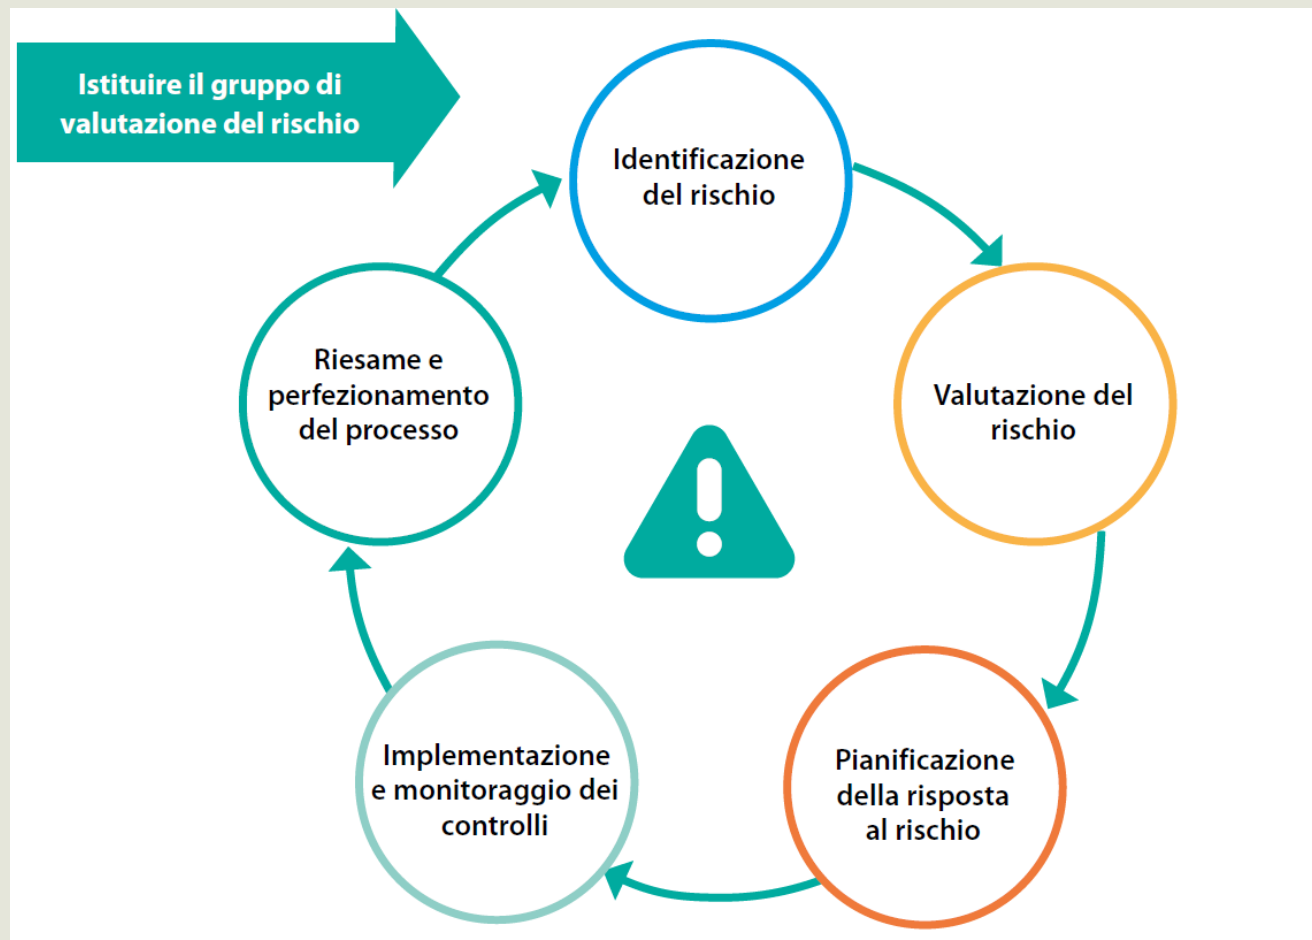 Istituire il gruppo di
valutazione del rischio
Identificazione
del rischio
Valutazione del
rischio
Pianificazione
della risposta
al rischio
Implementazione
e monitoraggio dei
controlli
Riesame e
perfezionamento
del processo